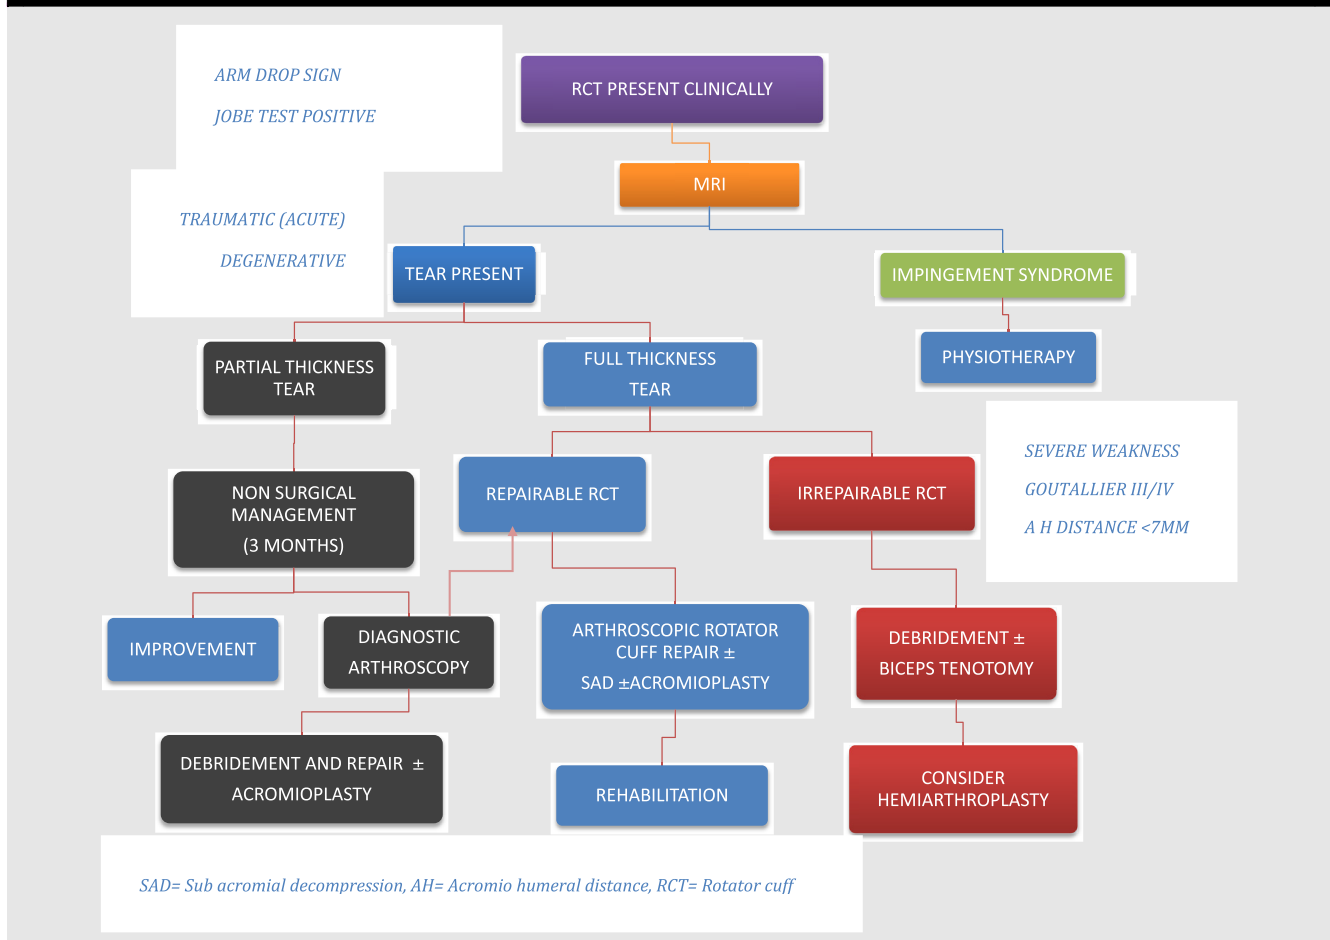 ARM DROP SIGN
JOBE TEST POSITIVE
RCT PRESENT CLINICALLY
MRI
TRAUMATIC (ACUTE)
DEGENERATIVE
TEAR PRESENT
IMPINGEMENT SYNDROME
PARTIAL THICKNESS
TEAR
FULL THICKNESS
TEAR
PHYSIOTHERAPY
NON SURGICAL
MANAGEMENT
(3 MONTHS)
REPAIRABLE RCT
IRREPAIRABLE RCT
SEVERE WEAKNESS
GOUTALLIER III/IV
A H DISTANCE <7MM
IMPROVEMENT
DIAGNOSTIC
ARTHROSCOPY
ARTHROSCOPIC ROTATOR
CUFF REPAIR ±
SAD ±ACROMIOPLASTY
DEBRIDEMENT ±
BICEPS TENOTOMY
DEBRIDEMENT AND REPAIR ±
ACROMIOPLASTY
REHABILITATION
CONSIDER
HEMIARTHROPLASTY
SAD= Sub acromial decompression, AH= Acromio humeral distance, RCT= Rotator cuff